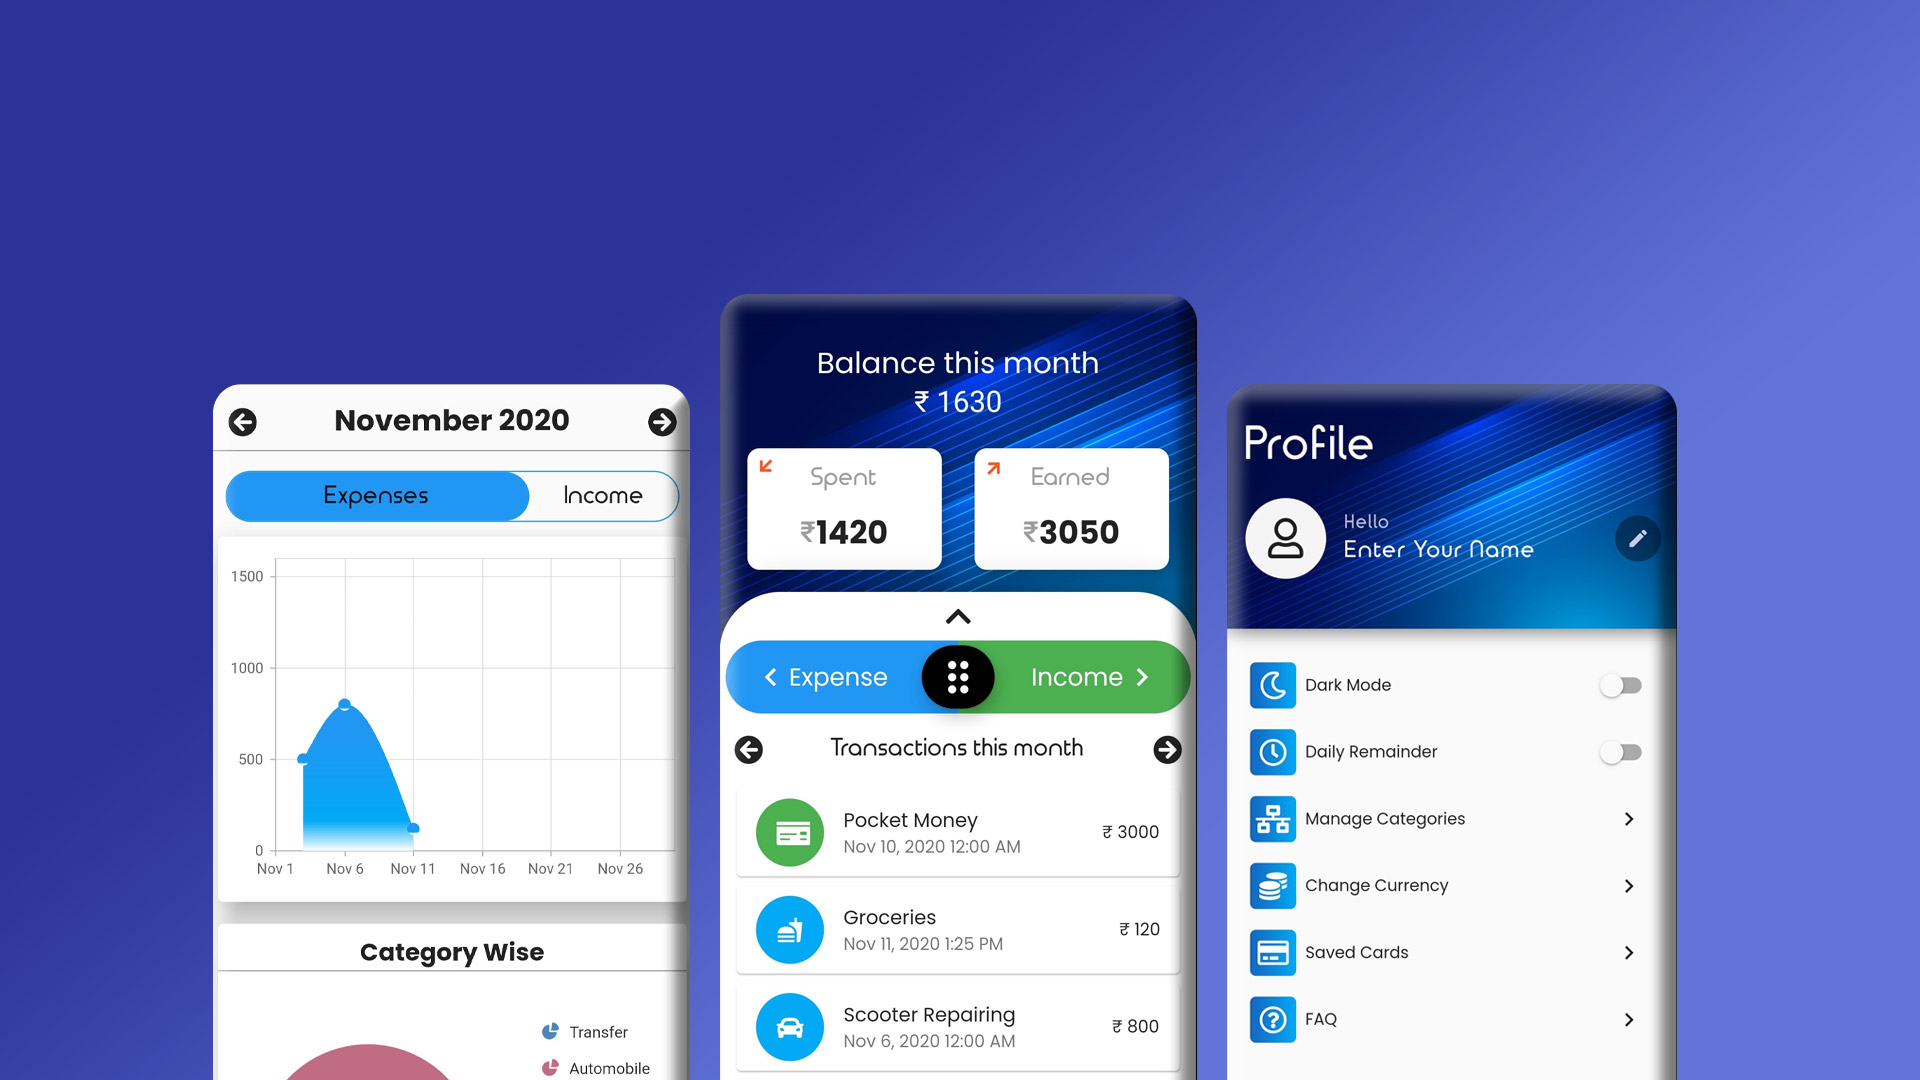 November 2020
Expenses
Income
1500
1000
500
0
Nov 1 Nov 6 Nov 11 Nov 16 Nov 21 Nov 26
Category Wise
Transfer
Automobile
Balance this month
₹ 1630
Spent
₹1420
Earned
₹3050
Expense
Income
Transactions this month
Pocket Money
Nov 10, 2020 12:00 AM
₹ 3000
Groceries
Nov 11, 2020 1:25 PM
₹ 120
Scooter Repairing
Nov 6, 2020 12:00 AM
₹ 800
Profile
Hello
Enter Your Name
Dark Mode
Daily Remainder
Manage Categories
Change Currency
Saved Cards
FAQ